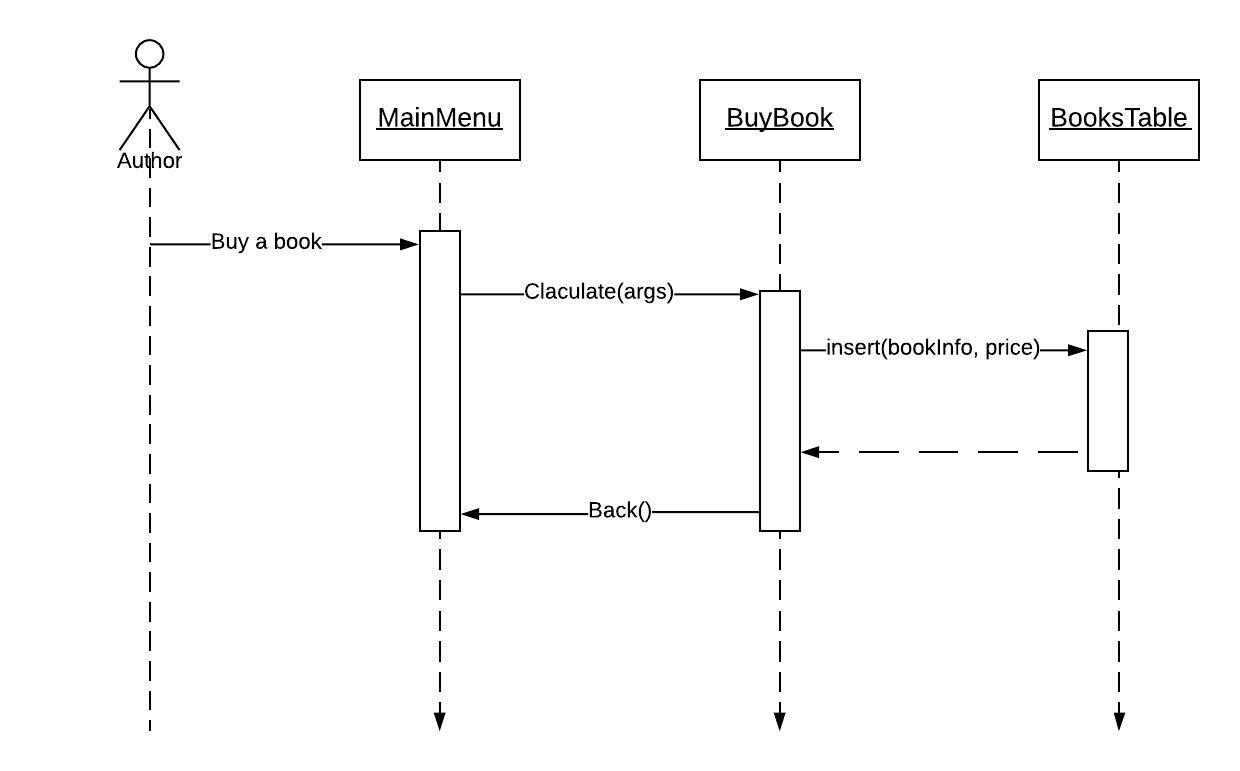 MainMenu
BuyBook
BooksTable
Author
Buy a book
Claculate(args)
insert(bookInfo, price)
Back()